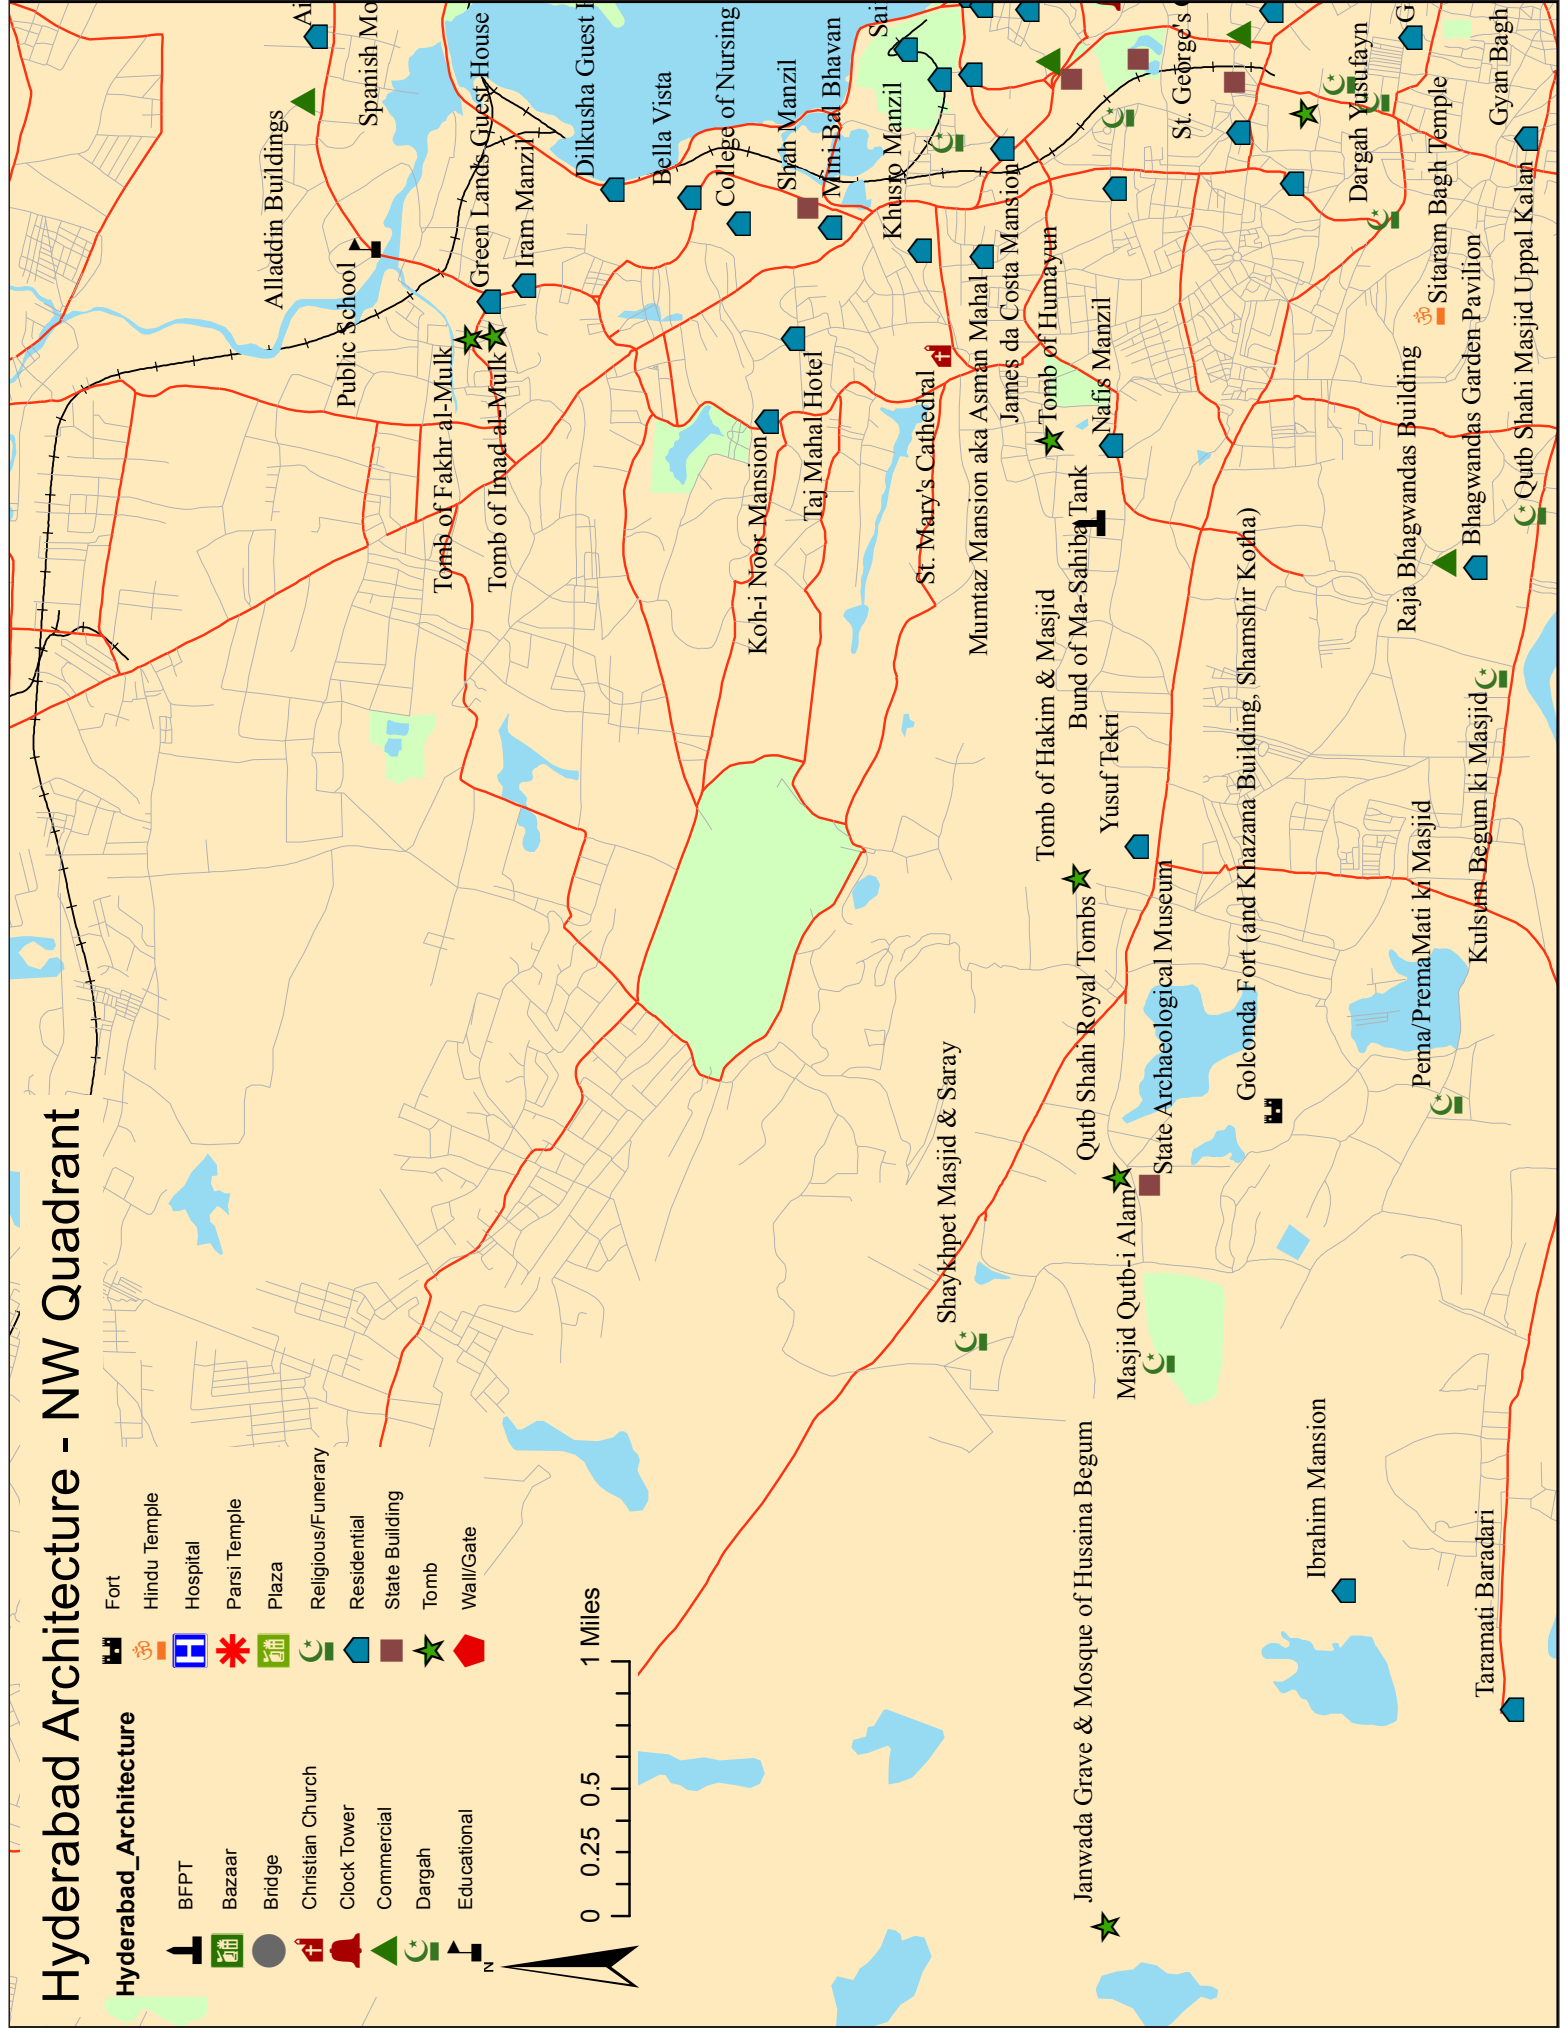 Hyderabad Architecture - NW Quadrant
Hyderabad_Architecture
BFPT
Bazaar
Bridge
Christian Church
Clock Tower
Commercial
Dargah
Educational
Fort
Hindu Temple
Hospital
Parsi Temple
Plaza
Religious/Funerary
Residential
State Building
Tomb
Wall/Gate
N
0 0.25 0.5 1 Miles
Ai
Alladdin Buildings
Spanish Mo
Public School
Green Lands Guest House
Tomb of Fakhr al-Mulk
Iram Manzil
Tomb of Imad al-Mulk
Dilkusha Guest H
Bella Vista
College of Nursing
Koh-i Noor Mansion
Shah Manzil
Taj Mahal Hotel
Mini Bal Bhavan
Sai
Khusro Manzil
St. Mary's Cathedral
Shaykhpet Masjid & Saray
Mumtaz Mansion aka Asman Mahal
James da Costa Mansion
Tomb of Humayun
Tomb of Hakim & Masjid
Bund of Ma-Sahiba Tank
Janwada Grave & Mosque of Husaina Begum
Qutb Shahi Royal Tombs
Nafis Manzil
Yusuf Tekri
Masjid Qutb-i Alam
State Archaeological Museum
St. George's
Golconda Fort (and Khazana Building, Shamshir Kotha)
Ibrahim Mansion
Dargah Yusufayn
G
Raja Bhagwandas Building
Pema/PremaMati ki Masjid
Sitaram Bagh Temple
Bhagwandas Garden Pavilion
Kulsum Begum ki Masjid
Taramati Baradari
Gyan Bagh
Qutb Shahi Masjid Uppal Kalan